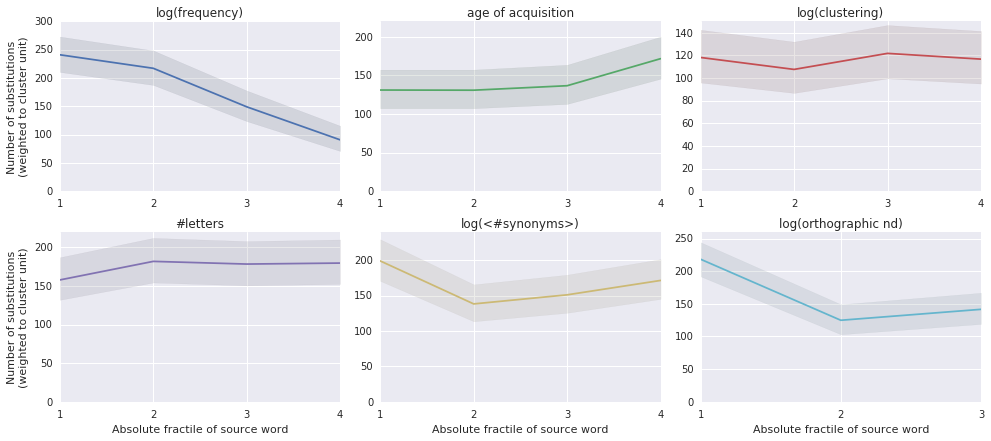 log(frequency)
age of acquisition
log(clustering)
Number of substitutions
(weighted to cluster unit)
300
250
200
150
100
50
0
1 2 3 4
200
150
100
50
0
1 2 3 4
140
120
100
80
60
40
20
0
1 2 3 4
#letters
log(<#synonyms>)
log(orthographic nd)
Number of substitutions
(weighted to cluster unit)
200
150
100
50
0
1 2 3 4
Absolute fractile of source word
200
150
100
50
0
1 2 3 4
Absolute fractile of source word
250
200
150
100
50
0
1 2 3
Absolute fractile of source word